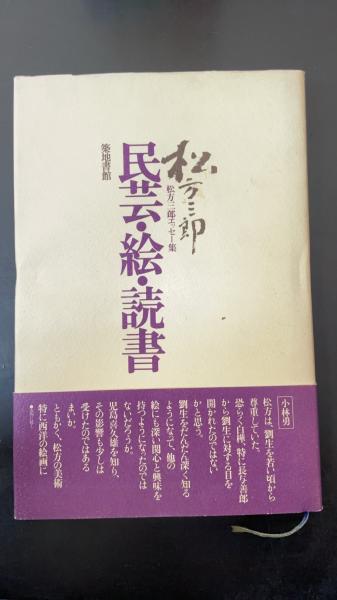 松方三郎
松方三郎エッセー集
民芸・絵・読書
築地書館
小林勇
松方は、劉生を若い頃から
尊重していた。
恐らく白樺、特に長与善郎
から劉生に対する目を
開かれたのではない
かと思う。
劉生をだんだん深く知る
ようになって、他の
絵にも深い関心と興味を
持つようになったのでは
ないだろうか。
児島喜久雄を知り、
その影響も少しは
受けたのではある
まいか。
ともかく、松方の美術
特に西洋の絵画に